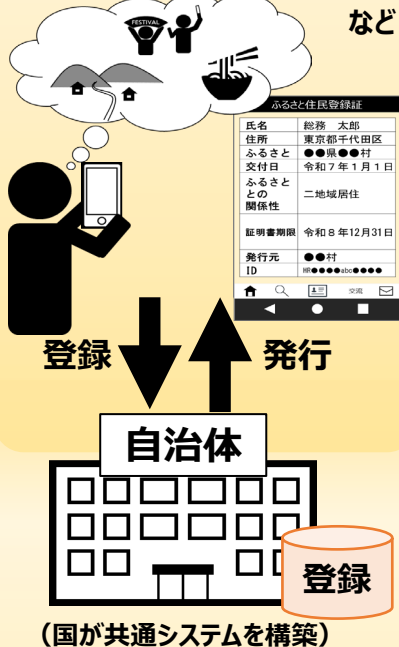 など
FESTIVAL
ふるさと住民登録証
氏名 総務 太郎
住所 東京都千代田区
ふるさと ●●県●●村
交付日 令和7年1月1日
ふるさと
との
関係性 二地域居住
証明書期限 令和8年12月31日
発行元 ●●村
ID HR●●●●abc●●●●
交流
登録
発行
自治体
登録
（国が共通システムを構築）